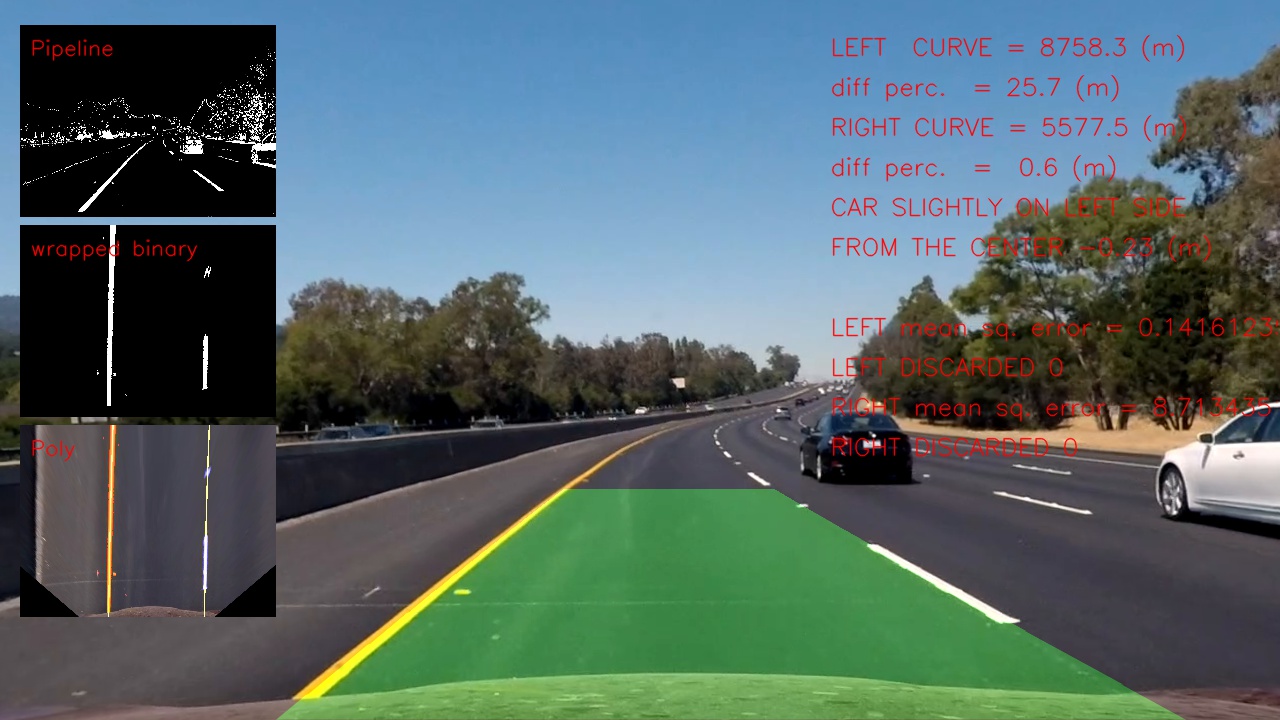 Pipeline
wrapped binary
Poly
LEFT CURVE = 8758.3 (m)
diff perc. = 25.7 (m)
RIGHT CURVE = 5577.5 (m)
diff perc. = 0.6 (m)
CAR SLIGHTLY ON LEFT SIDE
FROM THE CENTER -0.23 (m)
LEFT mean sq. error = 0.1416123
LEFT DISCARDED 0
RIGHT mean sq. error = 8.713435
RIGHT DISCARDED 0